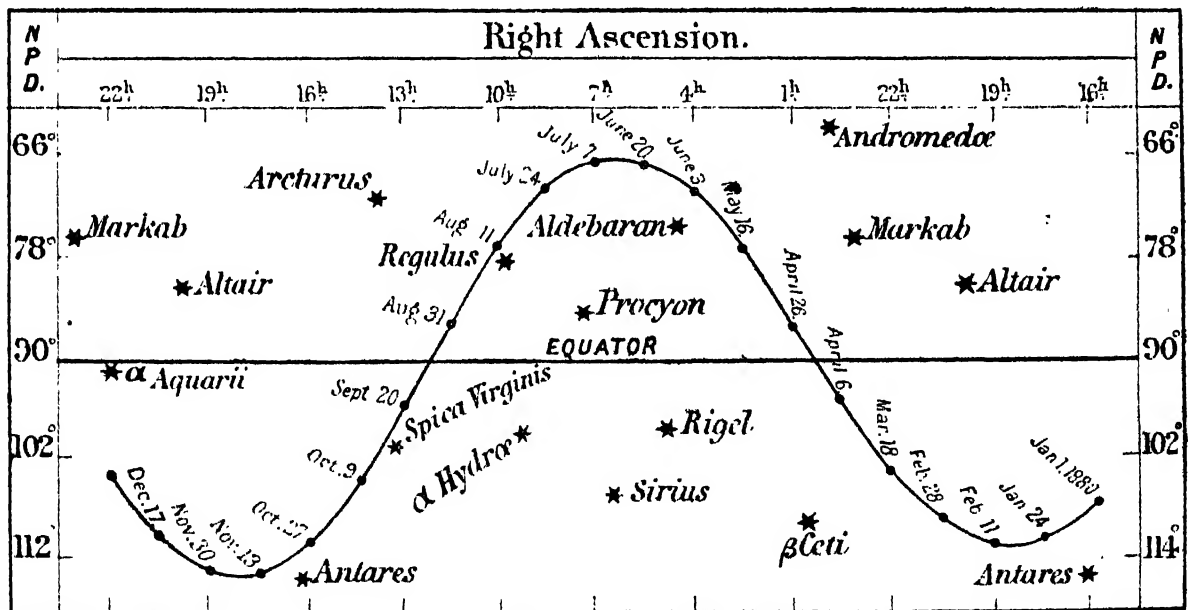 N P D.
Right Ascension.
N P D.
22ʰ 19ʰ 16ʰ 13ʰ 10ʰ 7ʰ 4ʰ 1ʰ 22ʰ 19ʰ 16ʰ
66°
Andromedæ
66°
July 7
June 20
June 3
July 24
Arcturus
May 16
Markab
Aug 11
Aldebaran
Markab
78°
Regulus
78°
Altair
April 26
Altair
Aug 31
Procyon
90°
EQUATOR
April 6
90°
α Aquarii
Sept 20
Spica Virginis
Rigel
Mar. 18
102°
Oct. 9
α Hydræ
102°
Dec. 17
Sirius
Feb. 28
Jan 1. 1880
Nov. 30
Nov. 13
Oct. 27
Feb 11
Jan 24
112°
β Ceti
114°
Antares
Antares